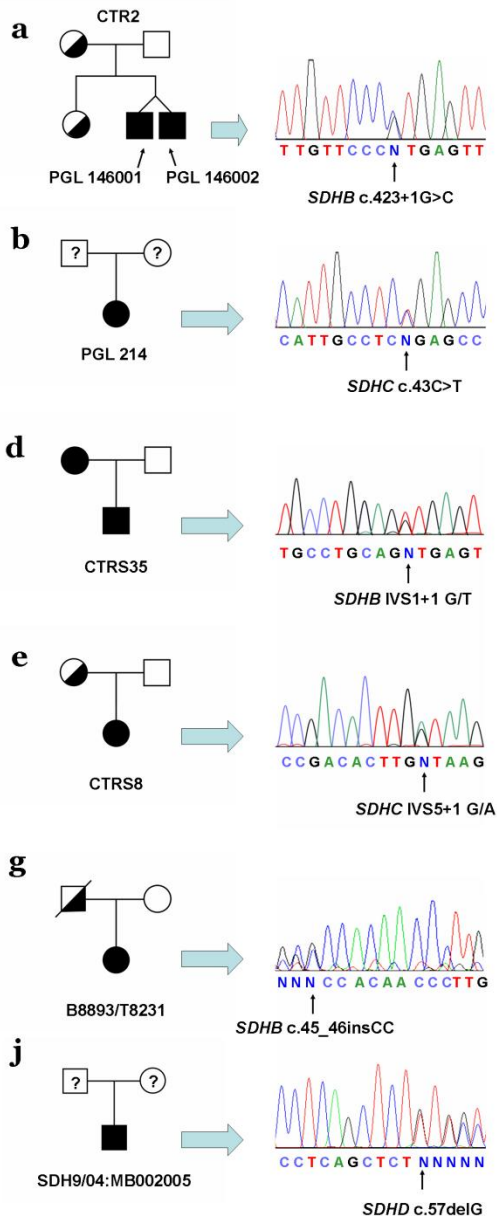 a
CTR2
PGL 146001 PGL 146002
T T G T T C C C N T G A G T T
SDHB c.423+1G>C
b
? ?
PGL 214
C A T T G C C T C N G A G C C
SDHC c.43C>T
d
CTRS35
T G C C T G C A G N T G A G T
SDHB IVS1+1 G/T
e
CTRS8
C C G A C A C T T G N T A A G
SDHC IVS5+1 G/A
g
B8893/T8231
N N N C C A C A A C C C T T G
SDHB c.45_46insCC
j
? ?
SDH9/04:MB002005
C C T C A G C T C T N N N N N
SDHD c.57delG